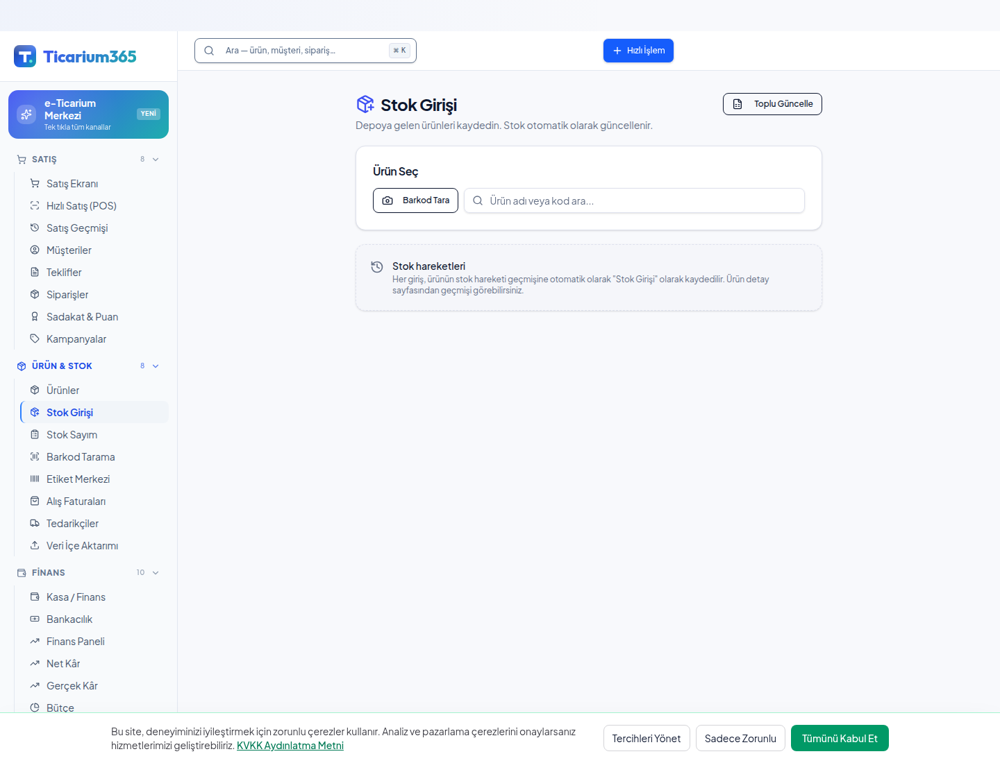 Ticarium365
Ara — ürün, müşteri, sipariş...
⌘ K
Hızlı İşlem
e-Ticarium
Merkezi
Tek tıkla tüm kanallar
YENİ
SATIŞ 8
Satış Ekranı
Hızlı Satış (POS)
Satış Geçmişi
Müşteriler
Teklifler
Siparişler
Sadakat & Puan
Kampanyalar
ÜRÜN & STOK 8
Ürünler
Stok Girişi
Stok Sayım
Barkod Tarama
Etiket Merkezi
Alış Faturaları
Tedarikçiler
Veri İçe Aktarımı
FİNANS 10
Kasa / Finans
Bankacılık
Finans Paneli
Net Kâr
Gerçek Kâr
Bütçe
Stok Girişi
Toplu Güncelle
Depoya gelen ürünleri kaydedin. Stok otomatik olarak güncellenir.
Ürün Seç
Barkod Tara
Ürün adı veya kod ara...
Stok hareketleri
Her giriş, ürünün stok hareketi geçmişine otomatik olarak "Stok Girişi" olarak kaydedilir. Ürün detay
sayfasından geçmişi görebilirsiniz.
Bu site, deneyiminizi iyileştirmek için zorunlu çerezler kullanır. Analiz ve pazarlama çerezlerini onaylarsanız
hizmetlerimizi geliştirebiliriz. KVKK Aydınlatma Metni
Tercihleri Yönet
Sadece Zorunlu
Tümünü Kabul Et